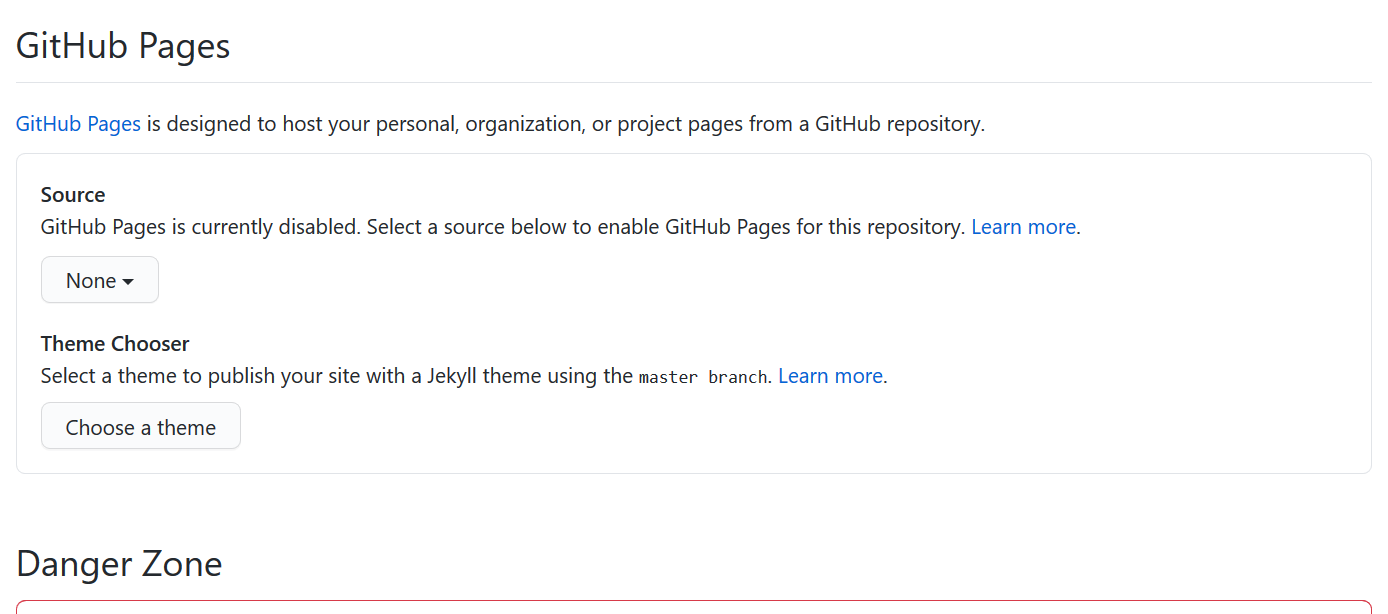 GitHub Pages
GitHub Pages is designed to host your personal, organization, or project pages from a GitHub repository.
Source
GitHub Pages is currently disabled. Select a source below to enable GitHub Pages for this repository. Learn more.
None
Theme Chooser
Select a theme to publish your site with a Jekyll theme using the master branch. Learn more.
Choose a theme
Danger Zone